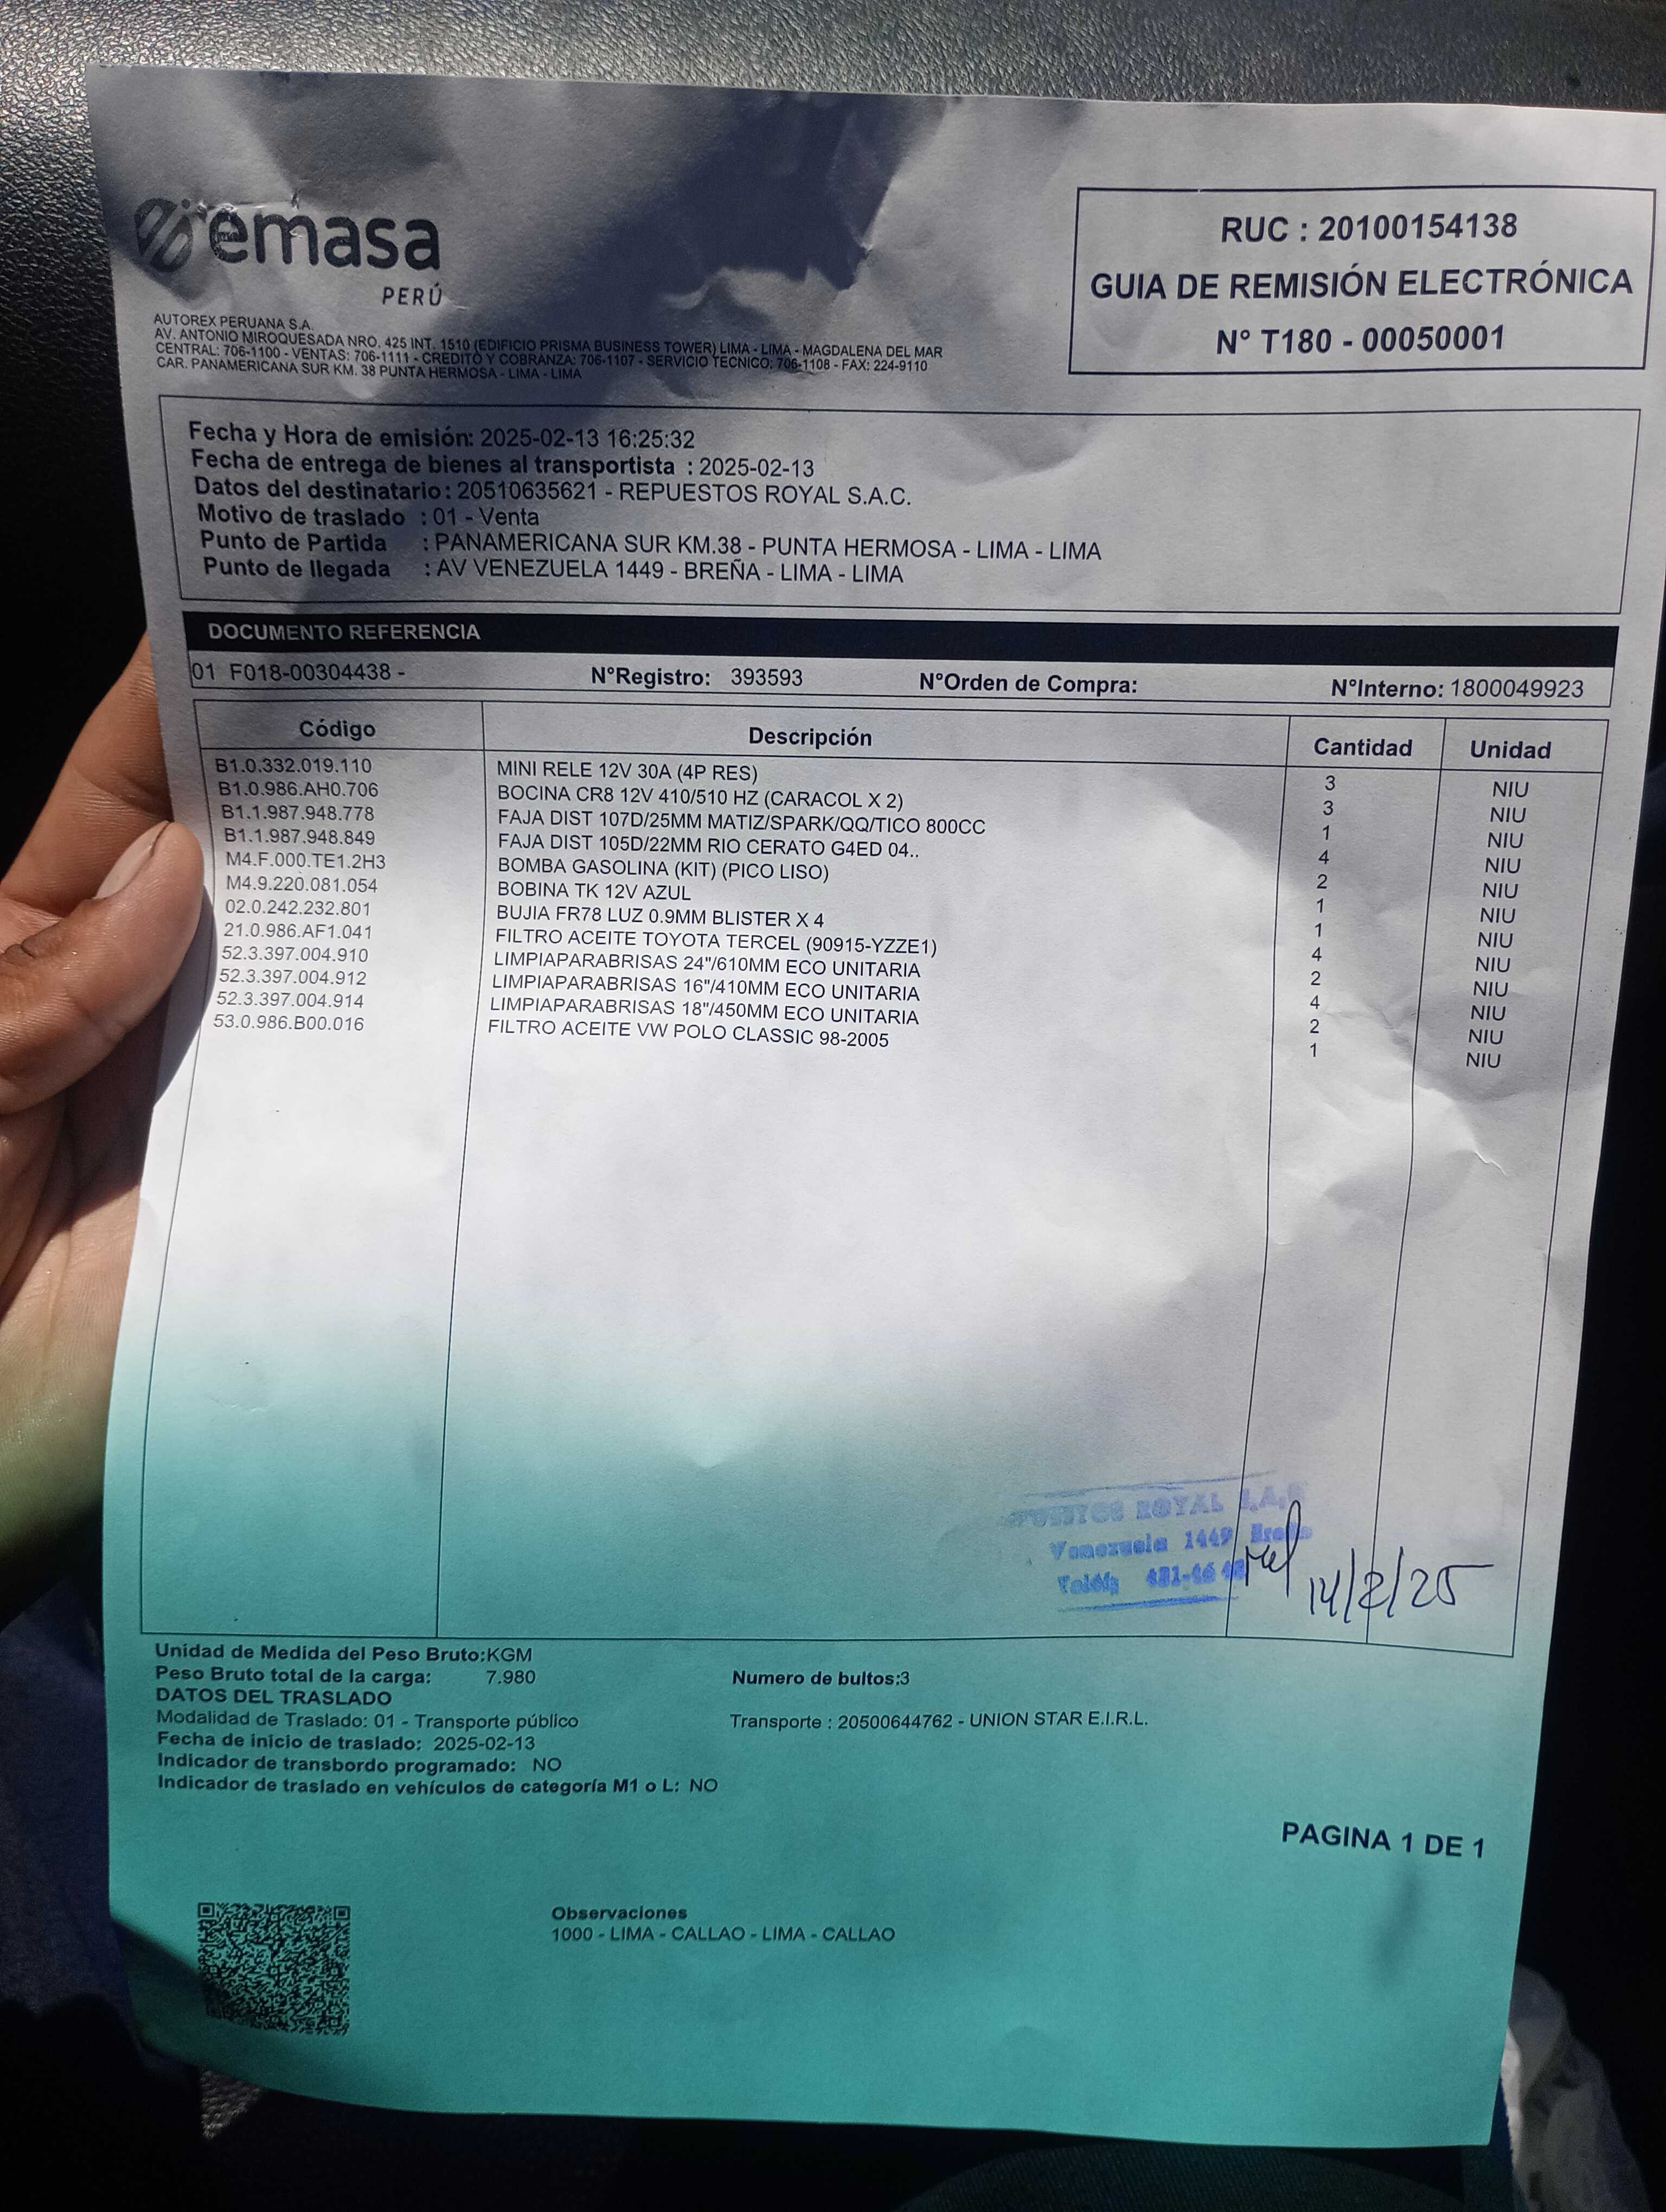 emasa
PERÚ
RUC : 20100154138
GUIA DE REMISIÓN ELECTRÓNICA
N° T180 - 00050001
AUTOREX PERUANA S.A.
AV. ANTONIO MIROQUESADA NRO. 425 INT. 1510 (EDIFICIO PRISMA BUSINESS TOWER) LIMA - LIMA - MAGDALENA DEL MAR
CENTRAL: 706-1100 - VENTAS: 706-1111 - CREDITO Y COBRANZA: 706-1107 - SERVICIO TECNICO: 706-1108 - FAX: 224-9110
CAR. PANAMERICANA SUR KM. 38 PUNTA HERMOSA - LIMA - LIMA
Fecha y Hora de emisión: 2025-02-13 16:25:32
Fecha de entrega de bienes al transportista : 2025-02-13
Datos del destinatario: 20510635621 - REPUESTOS ROYAL S.A.C.
Motivo de traslado : 01 - Venta
Punto de Partida : PANAMERICANA SUR KM.38 - PUNTA HERMOSA - LIMA - LIMA
Punto de llegada : AV VENEZUELA 1449 - BREÑA - LIMA - LIMA
DOCUMENTO REFERENCIA
01 F018-00304438 - N°Registro: 393593 N°Orden de Compra: N°Interno: 1800049923
Código Descripción Cantidad Unidad
B1.0.332.019.110 MINI RELE 12V 30A (4P RES) 3 NIU
B1.0.986.AH0.706 BOCINA CR8 12V 410/510 HZ (CARACOL X 2) 3 NIU
B1.1.987.948.778 FAJA DIST 107D/25MM MATIZ/SPARK/QQ/TICO 800CC 1 NIU
B1.1.987.948.849 FAJA DIST 105D/22MM RIO CERATO G4ED 04.. 4 NIU
M4.F.000.TE1.2H3 BOMBA GASOLINA (KIT) (PICO LISO) 2 NIU
M4.9.220.081.054 BOBINA TK 12V AZUL 1 NIU
02.0.242.232.801 BUJIA FR78 LUZ 0.9MM BLISTER X 4 1 NIU
21.0.986.AF1.041 FILTRO ACEITE TOYOTA TERCEL (90915-YZZE1) 4 NIU
52.3.397.004.910 LIMPIAPARABRISAS 24"/610MM ECO UNITARIA 2 NIU
52.3.397.004.912 LIMPIAPARABRISAS 16"/410MM ECO UNITARIA 4 NIU
52.3.397.004.914 LIMPIAPARABRISAS 18"/450MM ECO UNITARIA 2 NIU
53.0.986.B00.016 FILTRO ACEITE VW POLO CLASSIC 98-2005 1 NIU
ROYAL S.A.C
Venezuela 1449 Breña
14/2/25
Unidad de Medida del Peso Bruto:KGM
Peso Bruto total de la carga: 7.980 Numero de bultos:3
DATOS DEL TRASLADO
Modalidad de Traslado: 01 - Transporte público Transporte : 20500644762 - UNION STAR E.I.R.L.
Fecha de inicio de traslado: 2025-02-13
Indicador de transbordo programado: NO
Indicador de traslado en vehículos de categoría M1 o L: NO
PAGINA 1 DE 1
Observaciones
1000 - LIMA - CALLAO - LIMA - CALLAO